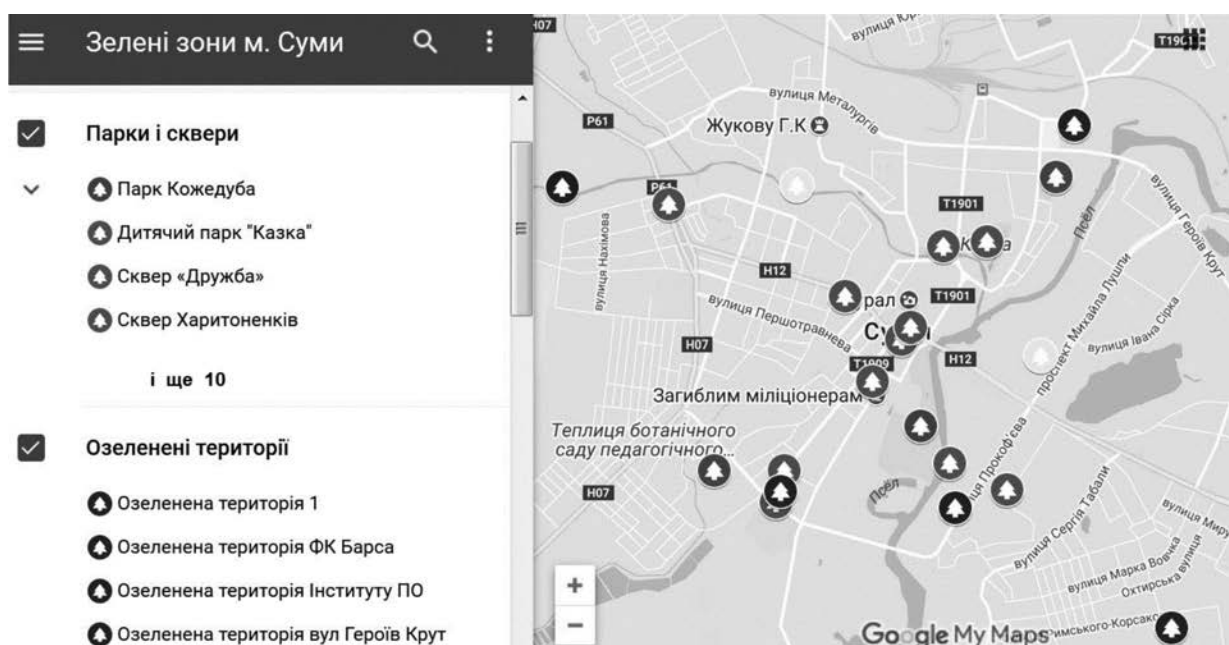 Зелені зони м. Суми
Парки і сквери
Парк Кожедуба
Дитячий парк "Казка"
Сквер «Дружба»
Сквер Харитоненків
і ще 10
Озеленені території
Озеленена територія 1
Озеленена територія ФК Барса
Озеленена територія Інституту ПО
Озеленена територія вул Героїв Крут
H07
вулиця
T1901
вулиця Металургів
P61
Жукову Г.К
P61
T1901
вулиця Героїв Крут
Псёл
вулиця Нахімова
H12
T1901
проспект Михайла Лушпи
вулиця Івана Сірка
вулиця Першотравнева
H07
H12
T1909
Загиблим міліціонерам
Теплиця ботанічного
саду педагогічного...
H07
Псёл
вулиця Сергія Табали
вулиця Марка Вовчка
Охтирська вулиця
Google My Maps